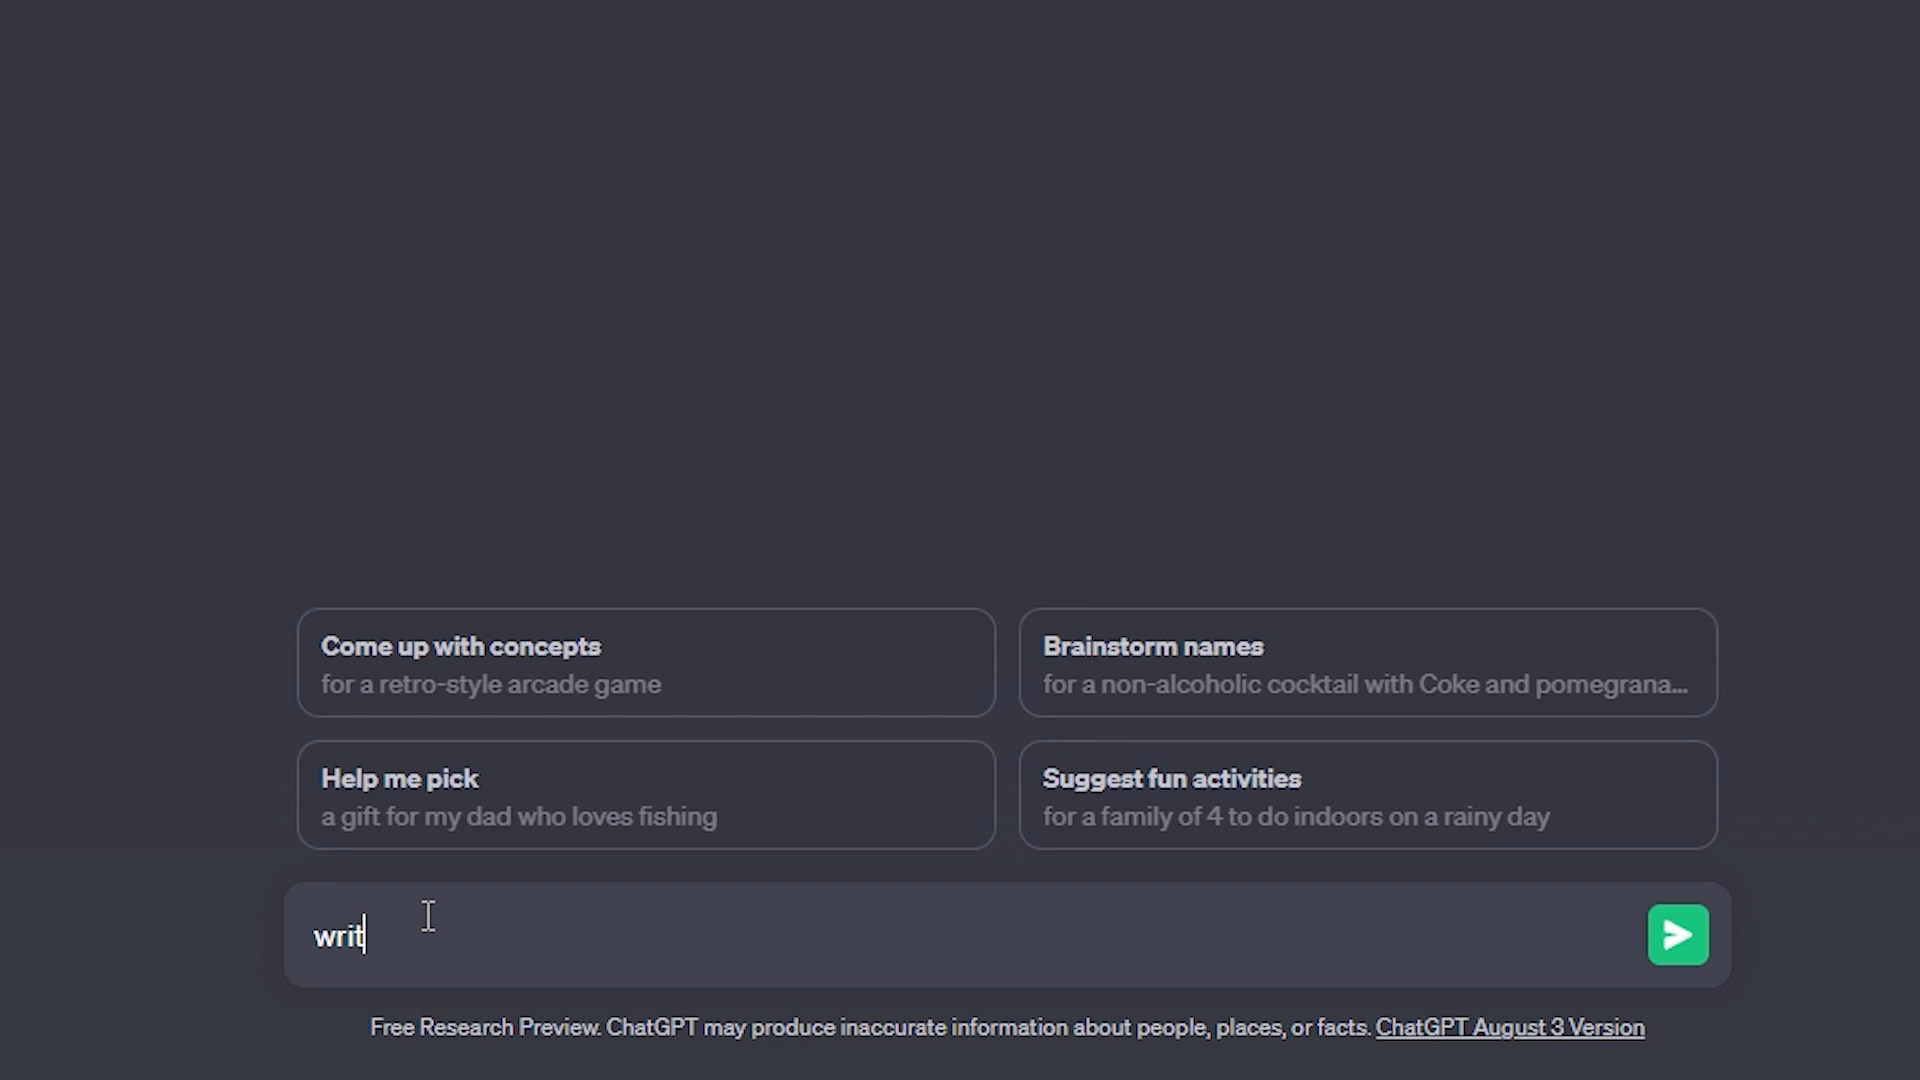 Come up with concepts
for a retro-style arcade game
Brainstorm names
for a non-alcoholic cocktail with Coke and pomegrana...
Help me pick
a gift for my dad who loves fishing
Suggest fun activities
for a family of 4 to do indoors on a rainy day
writ
Free Research Preview. ChatGPT may produce inaccurate information about people, places, or facts. ChatGPT August 3 Version